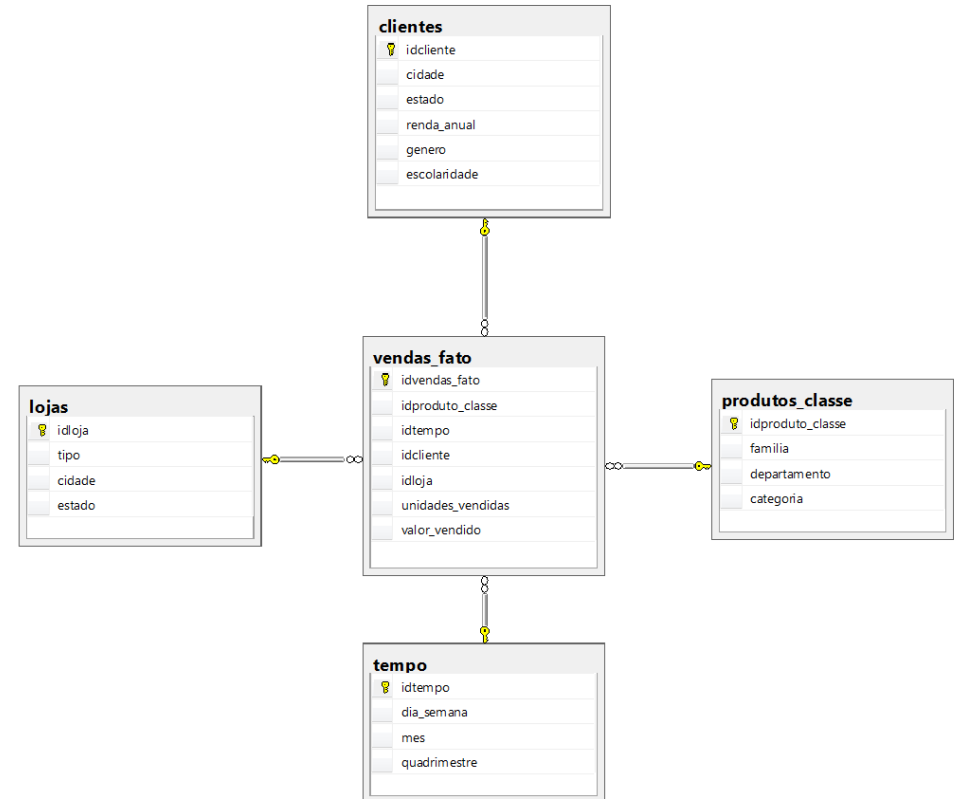 clientes
idcliente
cidade
estado
renda_anual
genero
escolaridade
vendas_fato
idvendas_fato
idproduto_classe
idtempo
idcliente
idloja
unidades_vendidas
valor_vendido
lojas
idloja
tipo
cidade
estado
produtos_classe
idproduto_classe
familia
departamento
categoria
tempo
idtempo
dia_semana
mes
quadrimestre